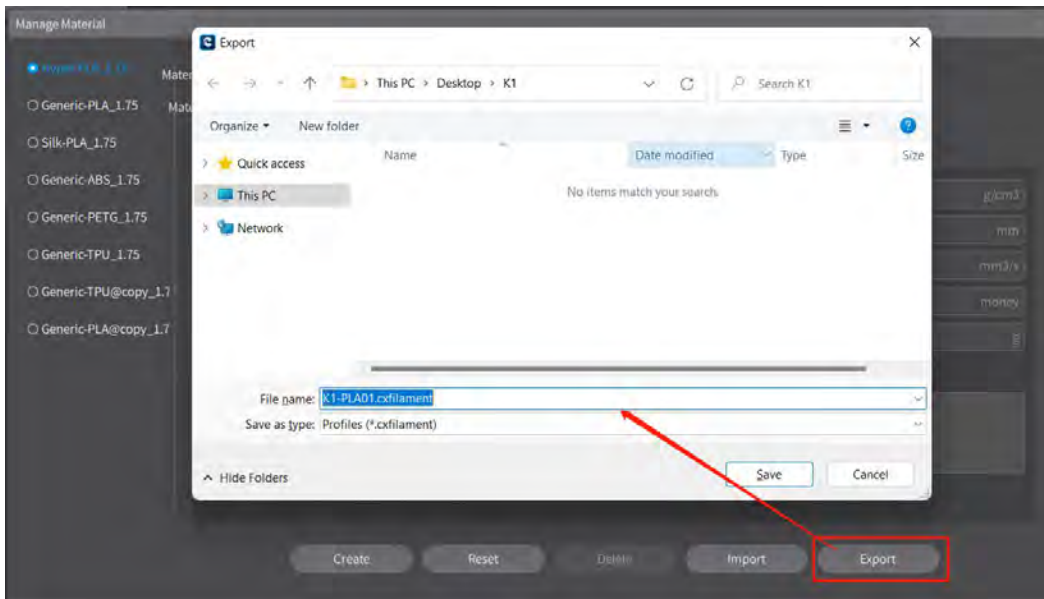 Manage Material
Export
This PC > Desktop > K1
Search K1
Organize
New folder
Name
Date modified
Type
Size
No items match your search.
Quick access
This PC
Network
Mater
Generic-PLA_1.75
Mate
Silk-PLA_1.75
Generic-ABS_1.75
Generic-PETG_1.75
Generic-TPU_1.75
Generic-TPU@copy_1.7
Generic-PLA@copy_1.7
g/cm3
mm
mm3/s
money
g
File name: K1-PLA01.cxfilament
Save as type: Profiles (*.cxfilament)
Hide Folders
Save
Cancel
Create
Reset
Delete
Import
Export